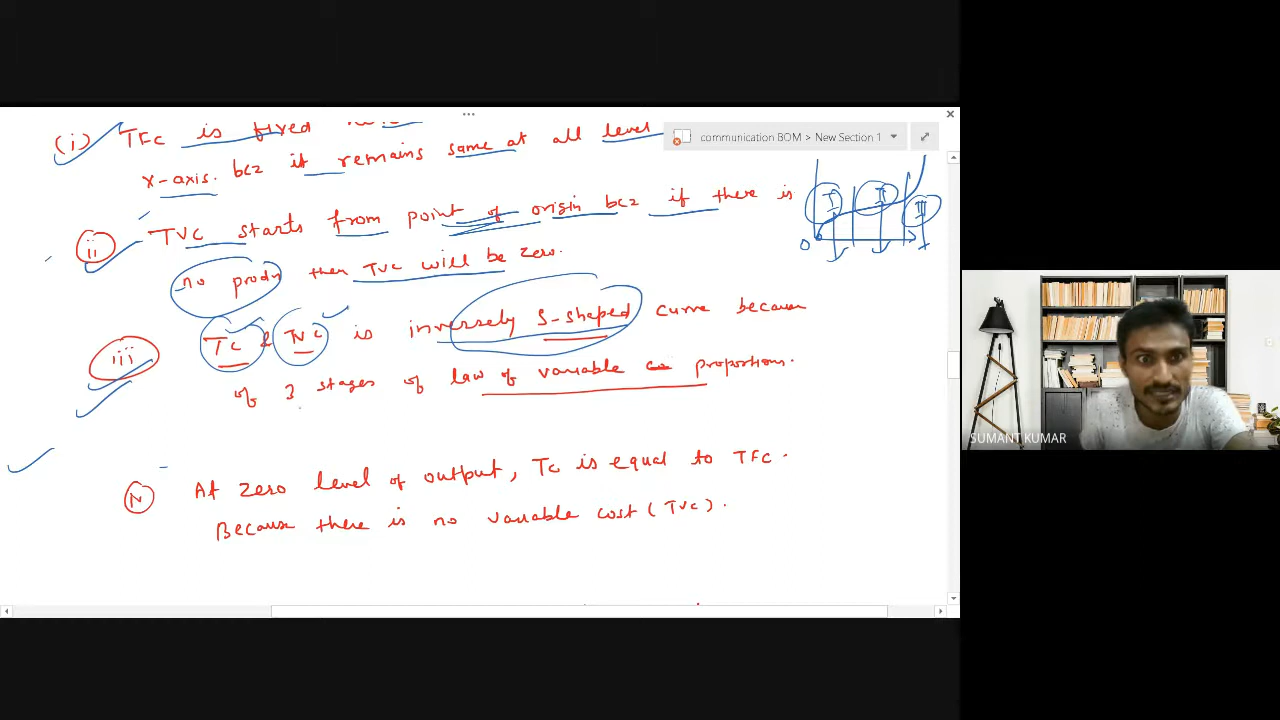 (i) TFC is fixed
communication BOM > New Section 1
x-axis. bcz it remains same at all level
ii TVC starts from point of origin bcz if there is
no prodn then TVC will be zero.
iii TC & TVC is inversely S-shaped curve because
of 3 stages of law of variable proportions.
iv At zero level of output, TC is equal to TFC.
Because there is no variable cost (TVC).
I II III
O
SUMANT KUMAR